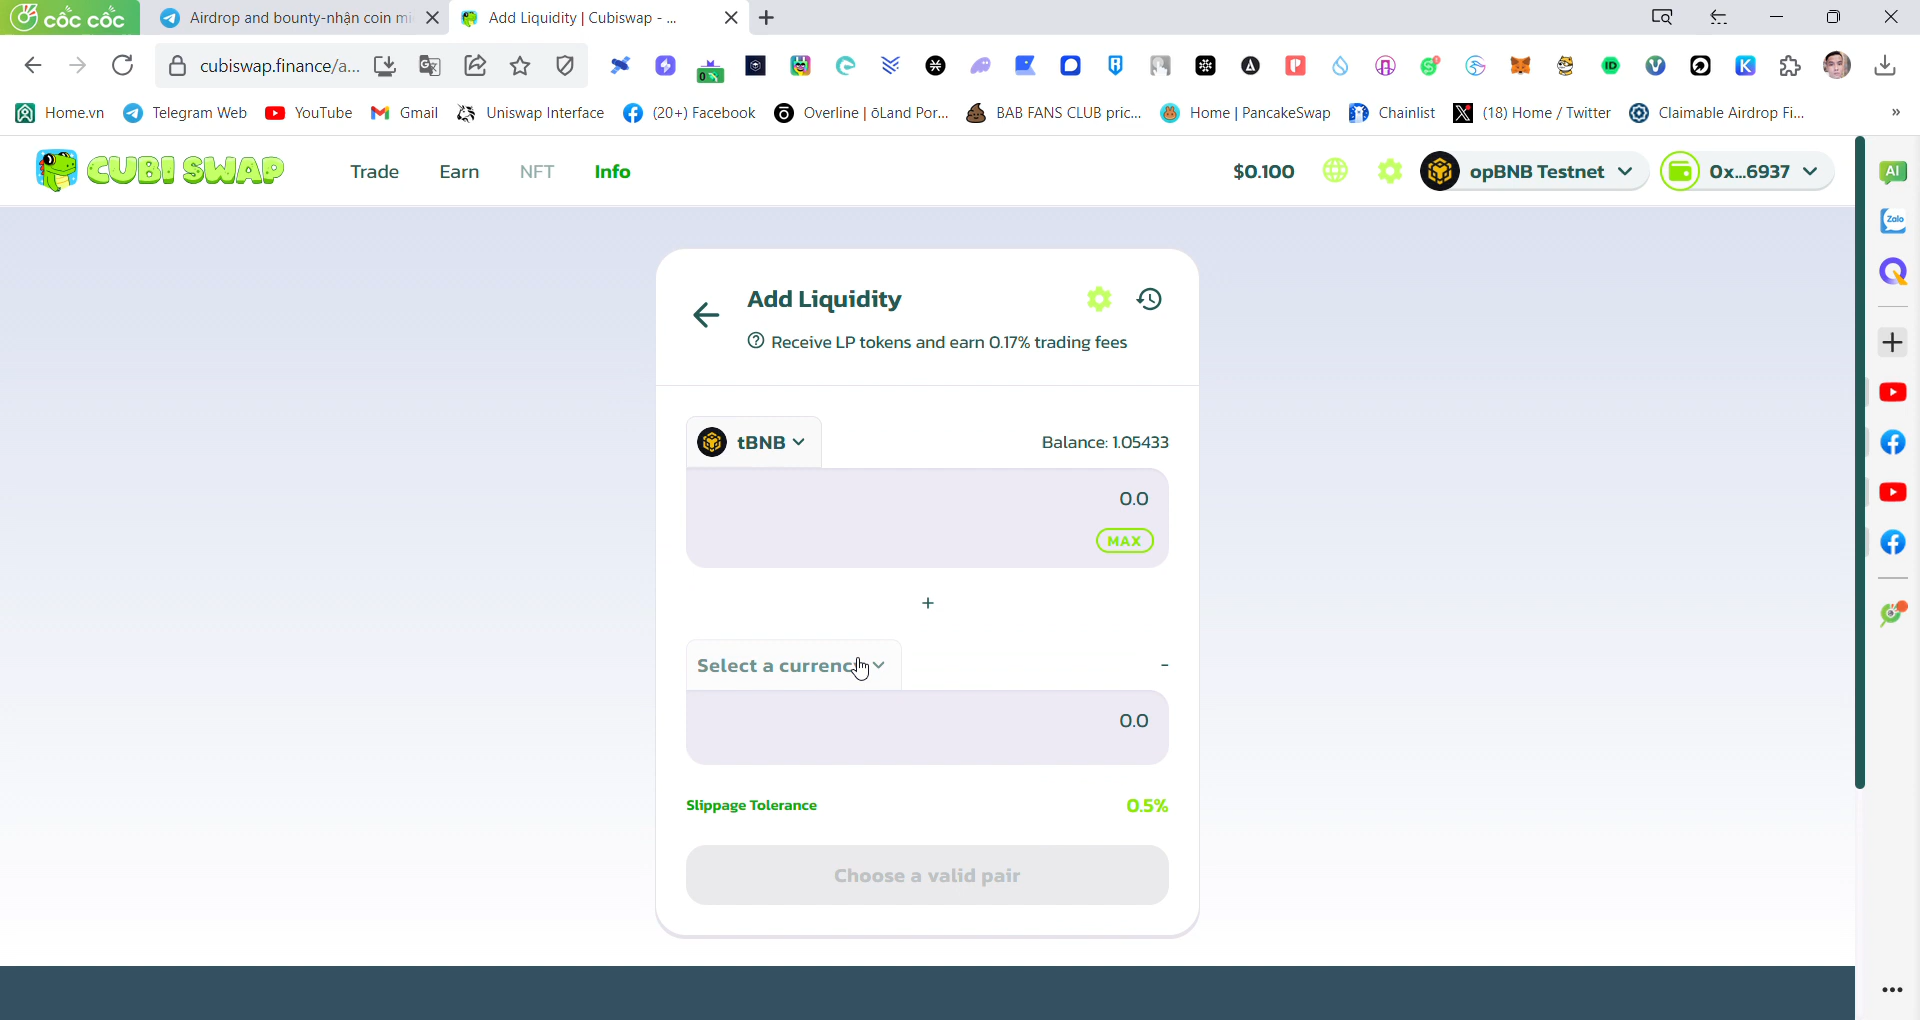 cốc cốc
Airdrop and bounty-nhận coin mi
Add Liquidity | Cubiswap - ...
cubiswap.finance/a...
Home.vn
Telegram Web
YouTube
Gmail
Uniswap Interface
(20+) Facebook
Overline | ōLand Por...
BAB FANS CLUB pric...
Home | PancakeSwap
Chainlist
(18) Home / Twitter
Claimable Airdrop Fi...
»
CUBI SWAP
Trade
Earn
NFT
Info
$0.100
opBNB Testnet
0x...6937
AI
Zalo
Add Liquidity
Receive LP tokens and earn 0.17% trading fees
tBNB
Balance: 1.05433
0.0
MAX
+
Select a currenc
-
0.0
Slippage Tolerance
0.5%
Choose a valid pair